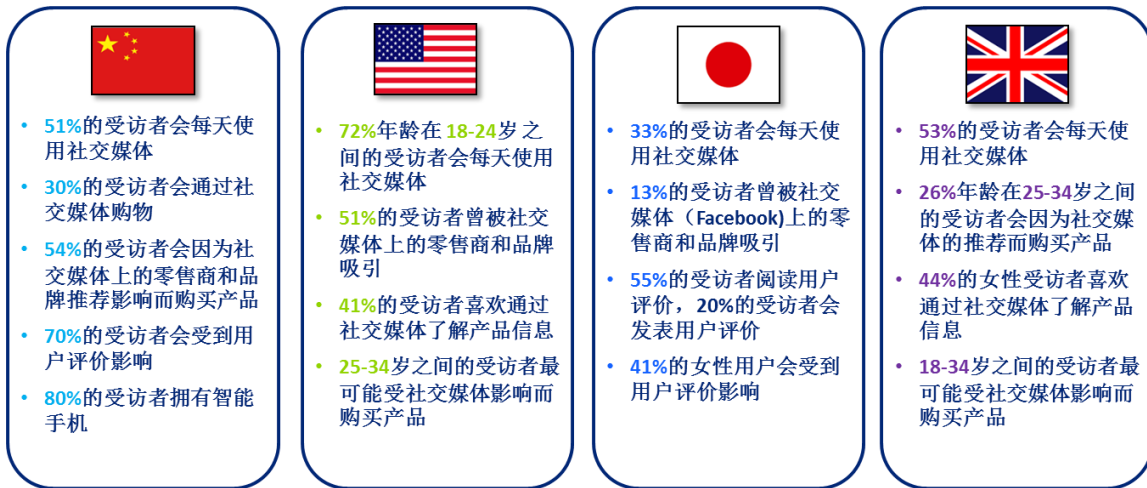 • 51%的受访者会每天使
用社交媒体
• 30%的受访者会通过社
交媒体购物
• 54%的受访者会因为社
交媒体上的零售商和品
牌推荐影响而购买产品
• 70%的受访者会受到用
户评价影响
• 80%的受访者拥有智能
手机
• 72%年龄在18-24岁之
间的受访者会每天使用
社交媒体
• 51%的受访者曾被社交
媒体上的零售商和品牌
吸引
• 41%的受访者喜欢通过
社交媒体了解产品信息
• 25-34岁之间的受访者最
可能受社交媒体影响而
购买产品
• 33%的受访者会每天使
用社交媒体
• 13%的受访者曾被社交
媒体（Facebook)上的零
售商和品牌吸引
• 55%的受访者阅读用户
评价，20%的受访者会
发表用户评价
• 41%的女性用户会受到
用户评价影响
• 53%的受访者会每天使
用社交媒体
• 26%年龄在25-34岁之间
的受访者会因为社交媒
体的推荐而购买产品
• 44%的女性受访者喜欢
通过社交媒体了解产品
信息
• 18-34岁之间的受访者最
可能受社交媒体影响而
购买产品